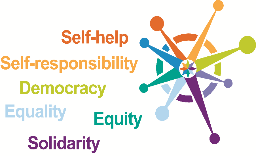 Self-help
Self-responsibility
Democracy
Equality
Equity
Solidarity